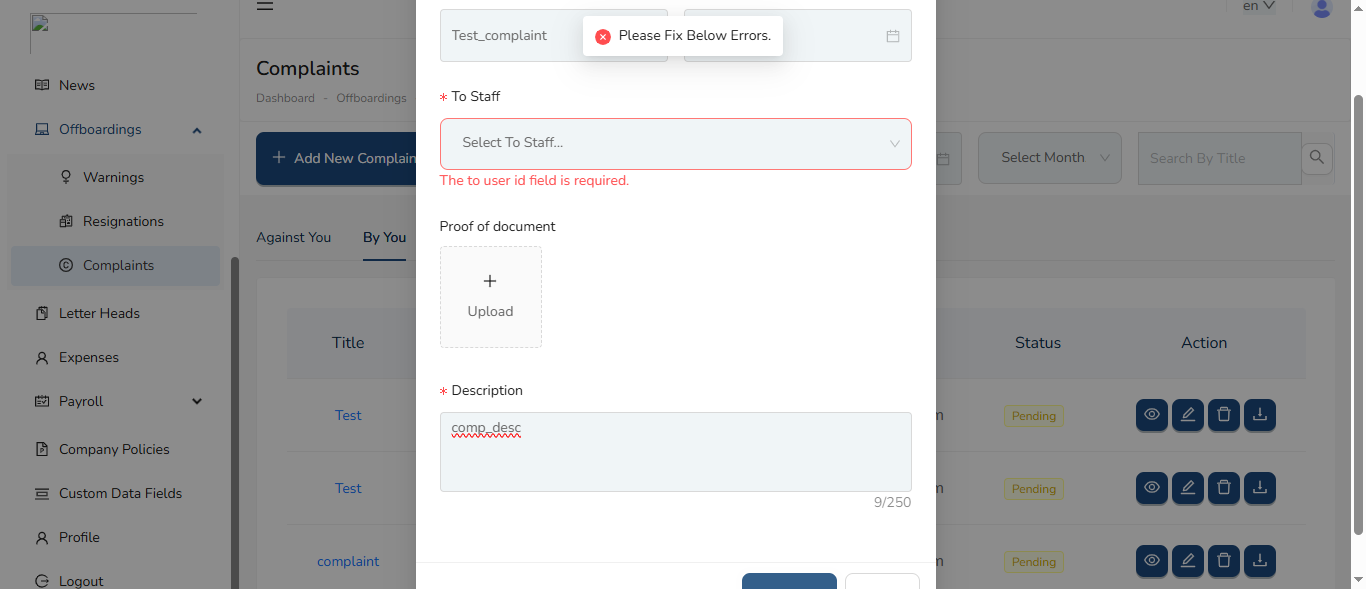 en
Test_complaint
Please Fix Below Errors.
News
Complaints
Dashboard - Offboardings
To Staff
Offboardings
Add New Complain
Select To Staff...
Select Month
Search By Title
Warnings
The to user id field is required.
Resignations
Proof of document
Against You
By You
Complaints
Upload
Letter Heads
Title
Status
Action
Expenses
Description
Payroll
Test
comp_desc
Pending
Company Policies
Test
m
Pending
Custom Data Fields
9/250
Profile
complaint
m
Pending
Logout